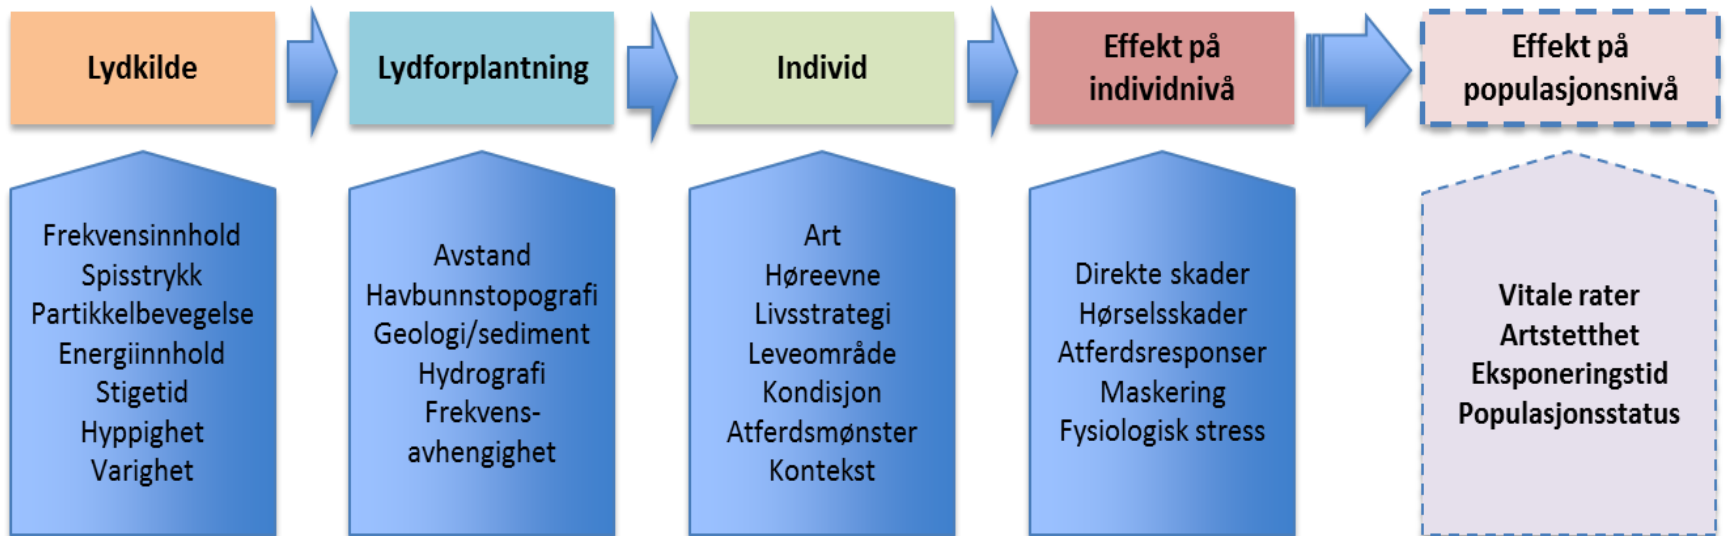 Lydkilde
Lydforplantning
Individ
Effekt på
individnivå
Effekt på
populasjonsnivå
Frekvensinnhold
Spisstrykk
Partikkelbevegelse
Energiinnhold
Stigetid
Hyppighet
Varighet
Avstand
Havbunnstopografi
Geologi/sediment
Hydrografi
Frekvens-
avhengighet
Art
Høreevne
Livsstrategi
Leveområde
Kondisjon
Atferdsmønster
Kontekst
Direkte skader
Hørselsskader
Atferdsresponser
Maskering
Fysiologisk stress
Vitale rater
Artstetthet
Eksponeringstid
Populasjonsstatus